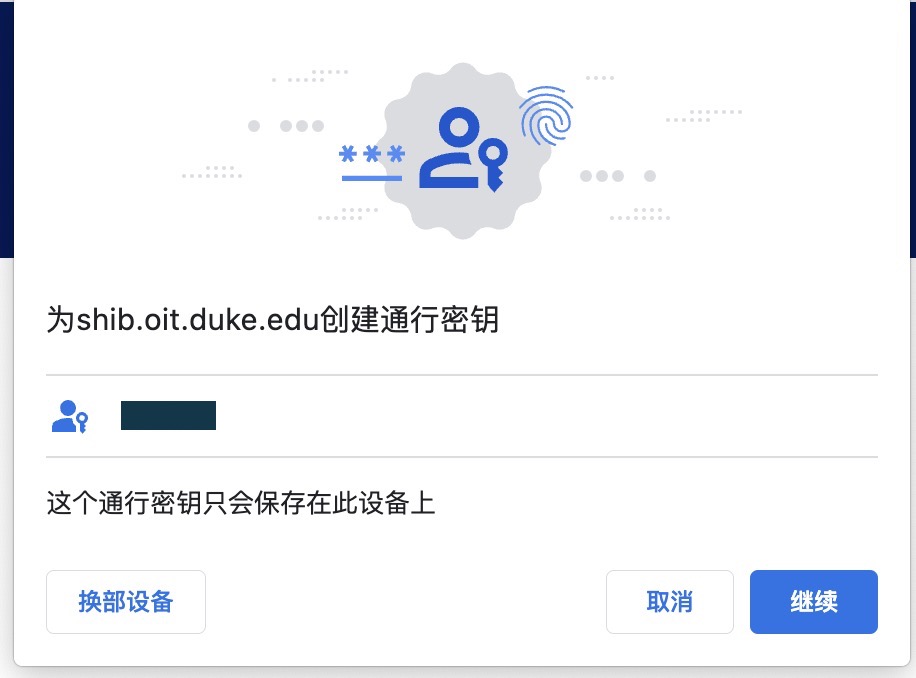 ***
为shib.oit.duke.edu创建通行密钥
这个通行密钥只会保存在此设备上
换部设备
取消
继续